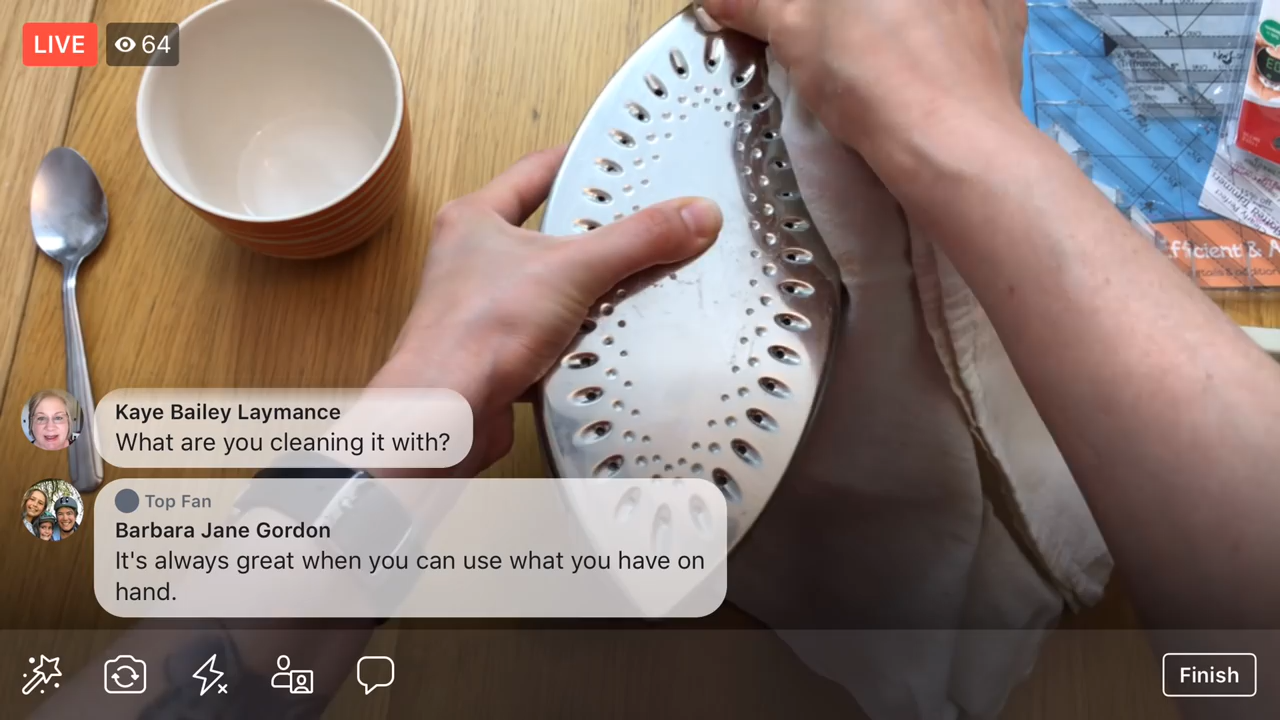 LIVE
64
Kaye Bailey Laymance
What are you cleaning it with?
Top Fan
Barbara Jane Gordon
It's always great when you can use what you have on
hand.
fficient &
Finish